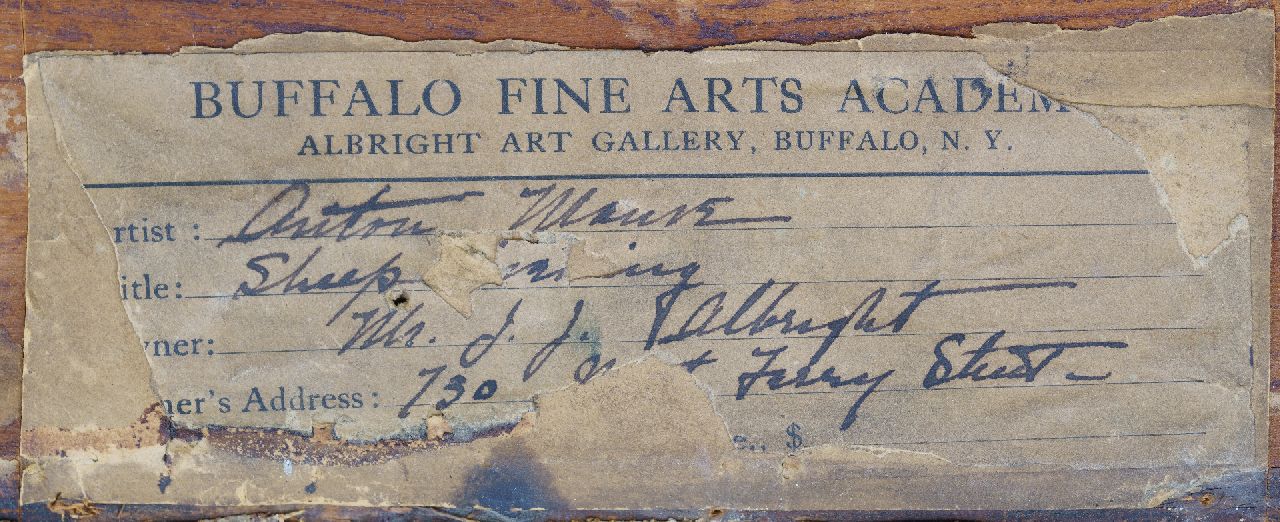 BUFFALO FINE ARTS ACADEM
ALBRIGHT ART GALLERY, BUFFALO, N. Y.
rtist : Anton Mauve
itle: Sheep
wner: Mr. J. J. Albright
ner's Address: 730 Ferry Street
e., $